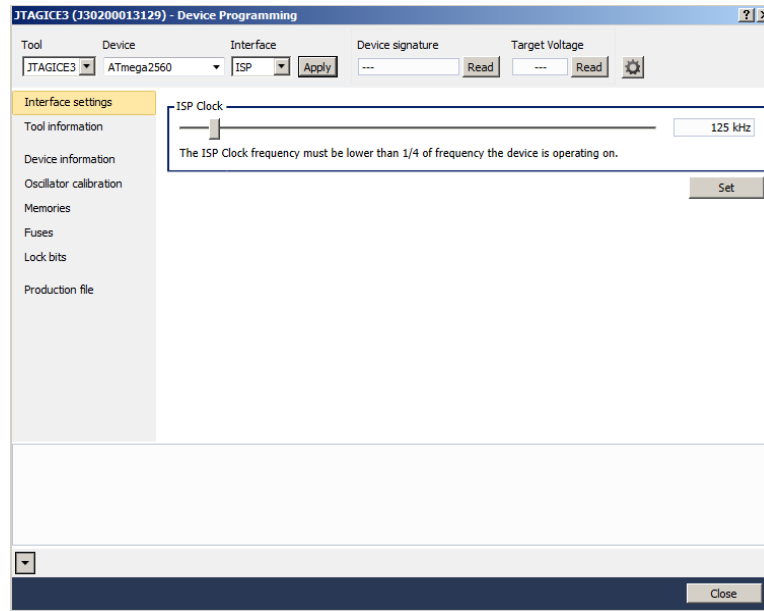 JTAGICE3 (J30200013129) - Device Programming
Tool Device Interface Device signature Target Voltage
JTAGICE3 ATmega2560 ISP Apply --- Read --- Read
Interface settings
Tool information
Device information
Oscillator calibration
Memories
Fuses
Lock bits
Production file
ISP Clock
125 kHz
The ISP Clock frequency must be lower than 1/4 of frequency the device is operating on.
Set
Close